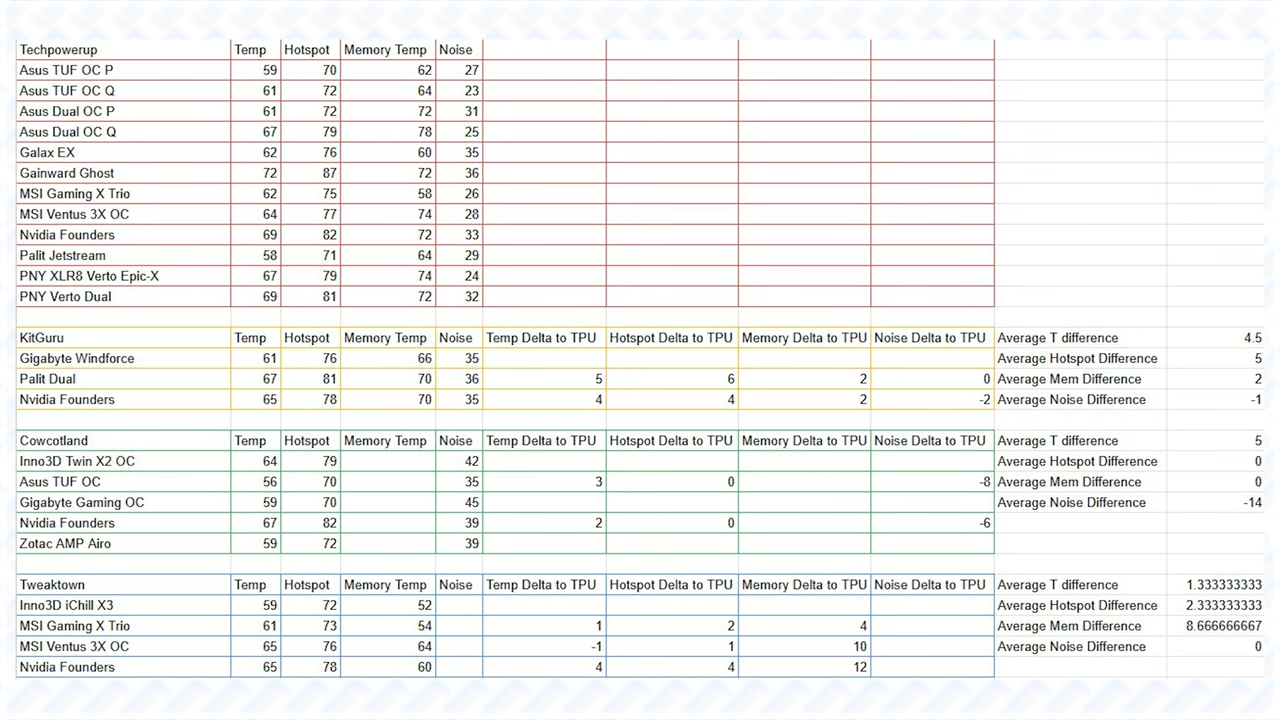 Techpowerup Temp Hotspot Memory Temp Noise
Asus TUF OC P 59 70 62 27
Asus TUF OC Q 61 72 64 23
Asus Dual OC P 61 72 72 31
Asus Dual OC Q 67 79 78 25
Galax EX 62 76 60 35
Gainward Ghost 72 87 72 36
MSI Gaming X Trio 62 75 58 26
MSI Ventus 3X OC 64 77 74 28
Nvidia Founders 69 82 72 33
Palit Jetstream 58 71 64 29
PNY XLR8 Verto Epic-X 67 79 74 24
PNY Verto Dual 69 81 72 32
KitGuru Temp Hotspot Memory Temp Noise Temp Delta to TPU Hotspot Delta to TPU Memory Delta to TPU Noise Delta to TPU Average T difference 4.5
Gigabyte Windforce 61 76 66 35 Average Hotspot Difference 5
Palit Dual 67 81 70 36 5 6 2 0 Average Mem Difference 2
Nvidia Founders 65 78 70 35 4 4 2 -2 Average Noise Difference -1
Cowcotland Temp Hotspot Memory Temp Noise Temp Delta to TPU Hotspot Delta to TPU Memory Delta to TPU Noise Delta to TPU Average T difference 5
Inno3D Twin X2 OC 64 79 42 Average Hotspot Difference 0
Asus TUF OC 56 70 35 3 0 -8 Average Mem Difference 0
Gigabyte Gaming OC 59 70 45 Average Noise Difference -14
Nvidia Founders 67 82 39 2 0 -6
Zotac AMP Airo 59 72 39
Tweaktown Temp Hotspot Memory Temp Noise Temp Delta to TPU Hotspot Delta to TPU Memory Delta to TPU Noise Delta to TPU Average T difference 1.333333333
Inno3D iChill X3 59 72 52 Average Hotspot Difference 2.333333333
MSI Gaming X Trio 61 73 54 1 2 4 Average Mem Difference 8.666666667
MSI Ventus 3X OC 65 76 64 -1 1 10 Average Noise Difference 0
Nvidia Founders 65 78 60 4 4 12